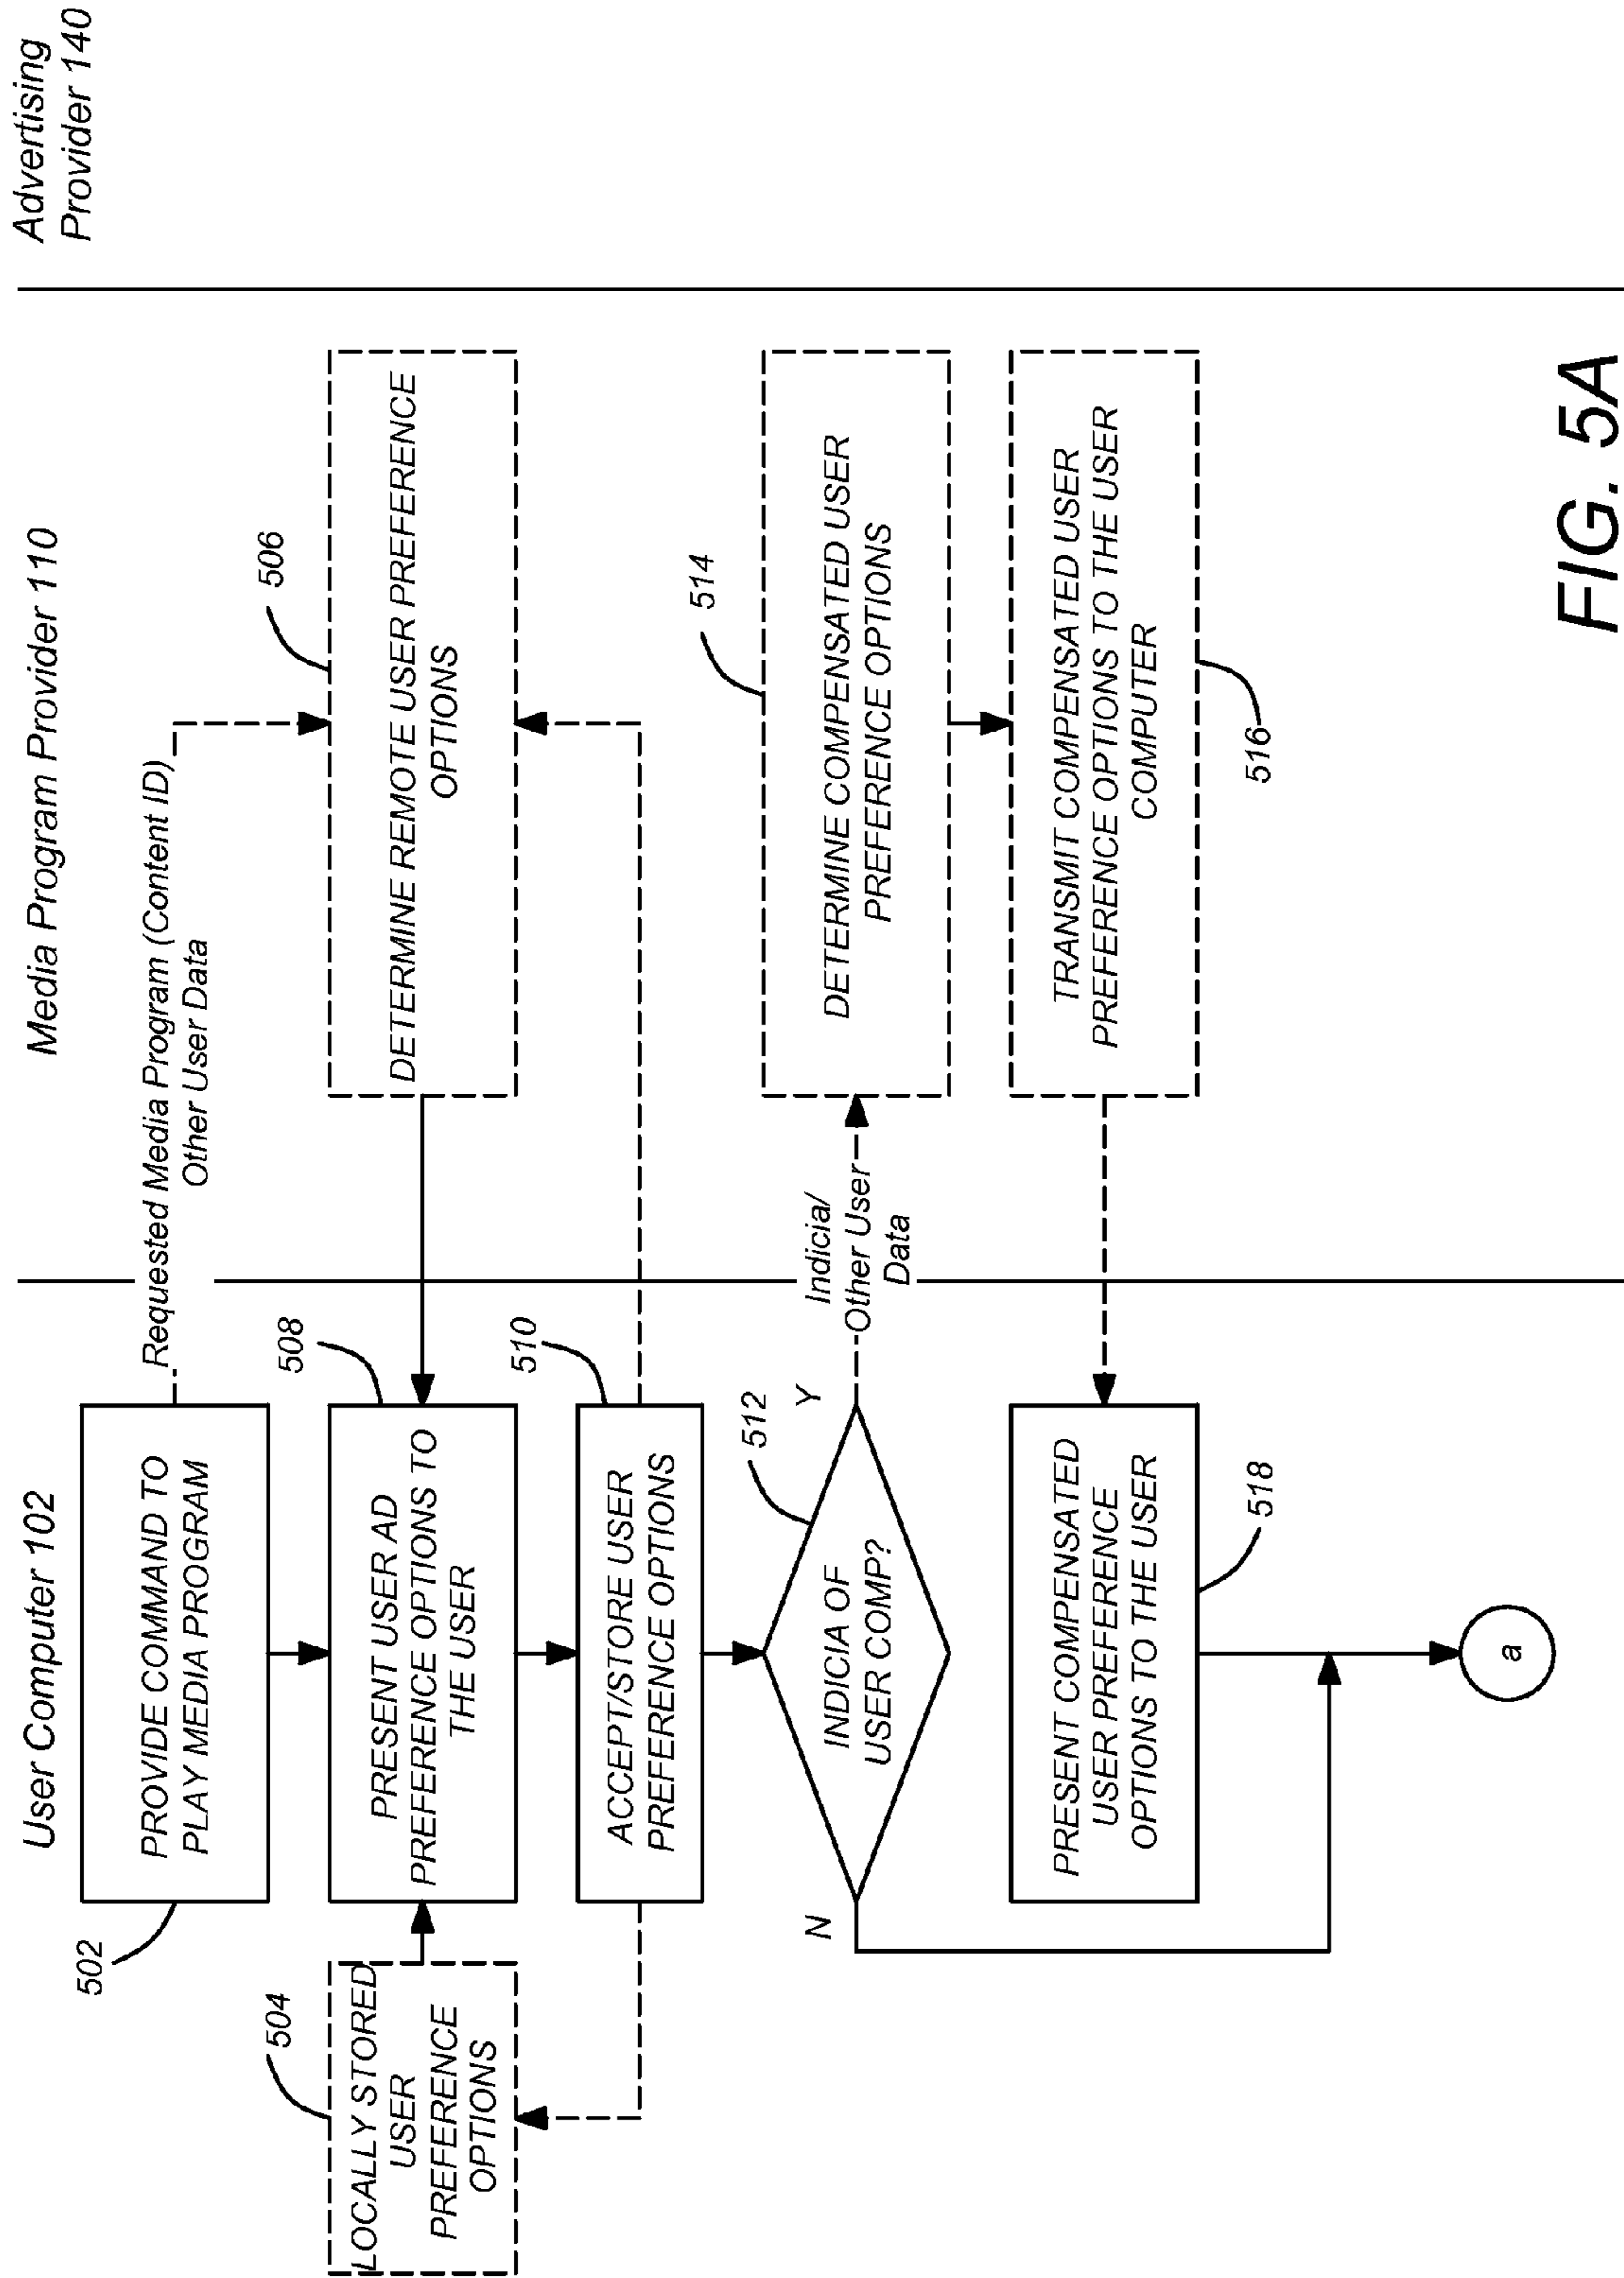 User Computer 102
Media Program Provider 110
Advertising
Provider 140
502
PROVIDE COMMAND TO
PLAY MEDIA PROGRAM
Requested Media Program (Content ID)
Other User Data
504
LOCALLY STORED
USER
PREFERENCE
OPTIONS
508
PRESENT USER AD
PREFERENCE OPTIONS TO
THE USER
506
DETERMINE REMOTE USER PREFERENCE
OPTIONS
510
ACCEPT/STORE USER
PREFERENCE OPTIONS
512
N
INDICIA OF
USER COMP?
Y
Indicia/
Other User
Data
514
DETERMINE COMPENSATED USER
PREFERENCE OPTIONS
PRESENT COMPENSATED
USER PREFERENCE
OPTIONS TO THE USER
518
TRANSMIT COMPENSATED USER
PREFERENCE OPTIONS TO THE USER
COMPUTER
516
a
FIG. 5A